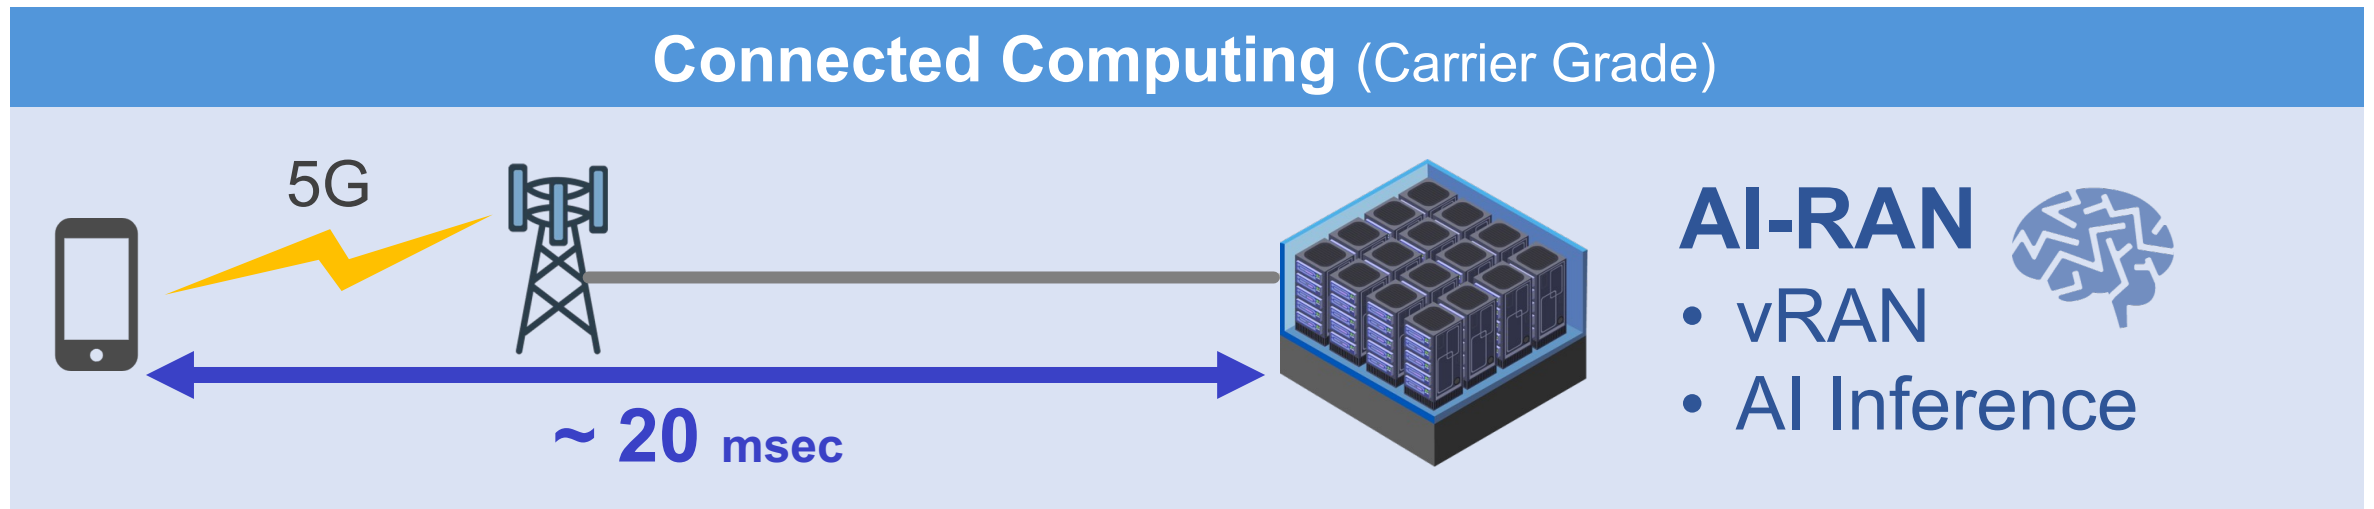 Connected Computing (Carrier Grade)
5G
~ 20 msec
AI-RAN
• vRAN
• AI Inference